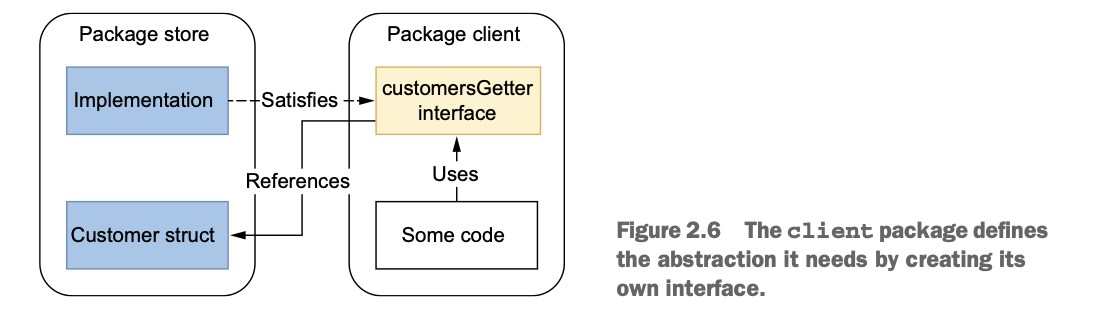 Package store
Package client
Implementation
Satisfies
customersGetter
interface
References
Uses
Customer struct
Some code
Figure 2.6 The client package defines
the abstraction it needs by creating its
own interface.